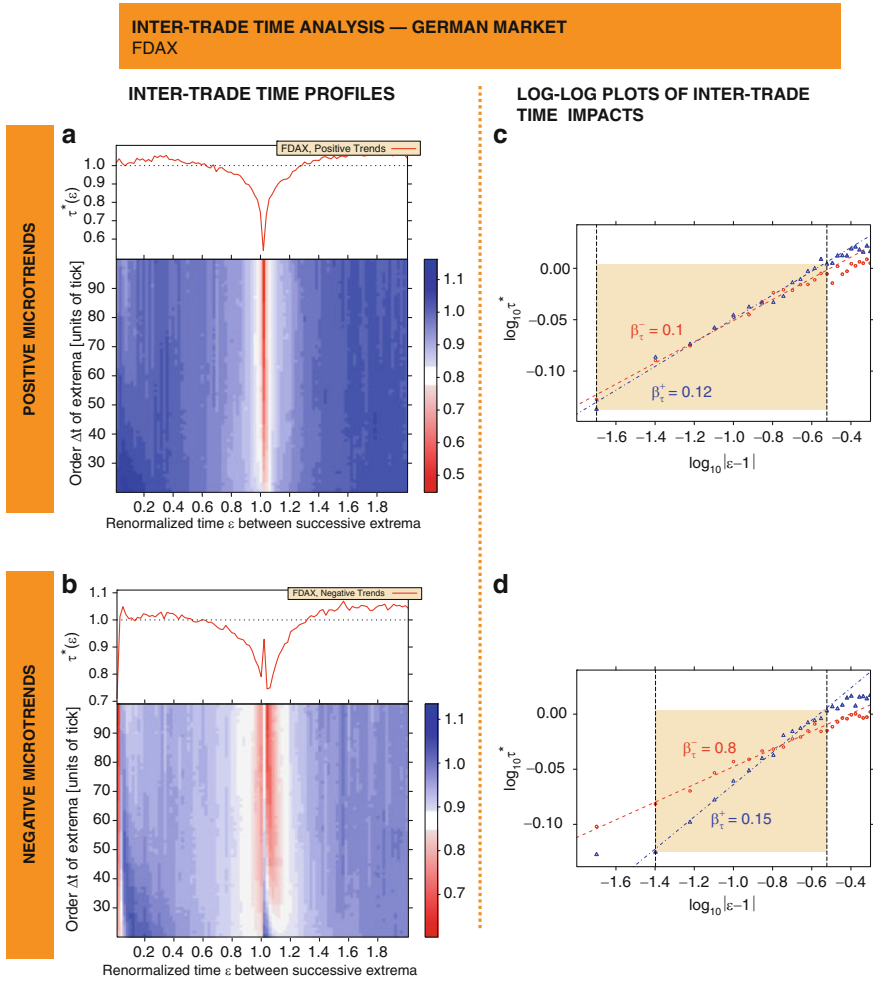 INTER-TRADE TIME ANALYSIS — GERMAN MARKET
FDAX
INTER-TRADE TIME PROFILES
LOG-LOG PLOTS OF INTER-TRADE
TIME IMPACTS
POSITIVE MICROTRENDS
a
FDAX, Positive Trends
τ*(ε)
1.0
0.9
0.8
0.7
0.6
Order Δt of extrema [units of tick]
90
80
70
60
50
40
30
1.1
1.0
0.9
0.8
0.7
0.6
0.5
0.2 0.4 0.6 0.8 1.0 1.2 1.4 1.6 1.8
Renormalized time ε between successive extrema
c
log₁₀τ*
0.00
−0.05
−0.10
β⁻τ = 0.1
β⁺τ = 0.12
−1.6 −1.4 −1.2 −1.0 −0.8 −0.6 −0.4
log₁₀|ε−1|
NEGATIVE MICROTRENDS
b
FDAX, Negative Trends
τ*(ε)
1.1
1.0
0.9
0.8
0.7
Order Δt of extrema [units of tick]
90
80
70
60
50
40
30
1.1
1.0
0.9
0.8
0.7
0.2 0.4 0.6 0.8 1.0 1.2 1.4 1.6 1.8
Renormalized time ε between successive extrema
d
log₁₀τ*
0.00
−0.05
−0.10
β⁻τ = 0.8
β⁺τ = 0.15
−1.6 −1.4 −1.2 −1.0 −0.8 −0.6 −0.4
log₁₀|ε−1|